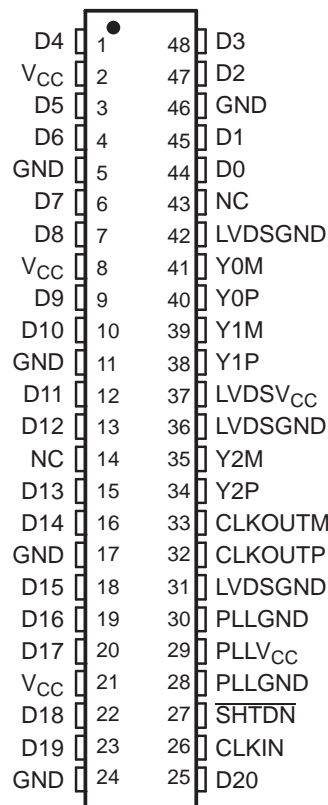 D4 1 48 D3
VCC 2 47 D2
D5 3 46 GND
D6 4 45 D1
GND 5 44 D0
D7 6 43 NC
D8 7 42 LVDSGND
VCC 8 41 Y0M
D9 9 40 Y0P
D10 10 39 Y1M
GND 11 38 Y1P
D11 12 37 LVDSVCC
D12 13 36 LVDSGND
NC 14 35 Y2M
D13 15 34 Y2P
D14 16 33 CLKOUTM
GND 17 32 CLKOUTP
D15 18 31 LVDSGND
D16 19 30 PLLGND
D17 20 29 PLLVCC
VCC 21 28 PLLGND
D18 22 27 SHTDN
D19 23 26 CLKIN
GND 24 25 D20